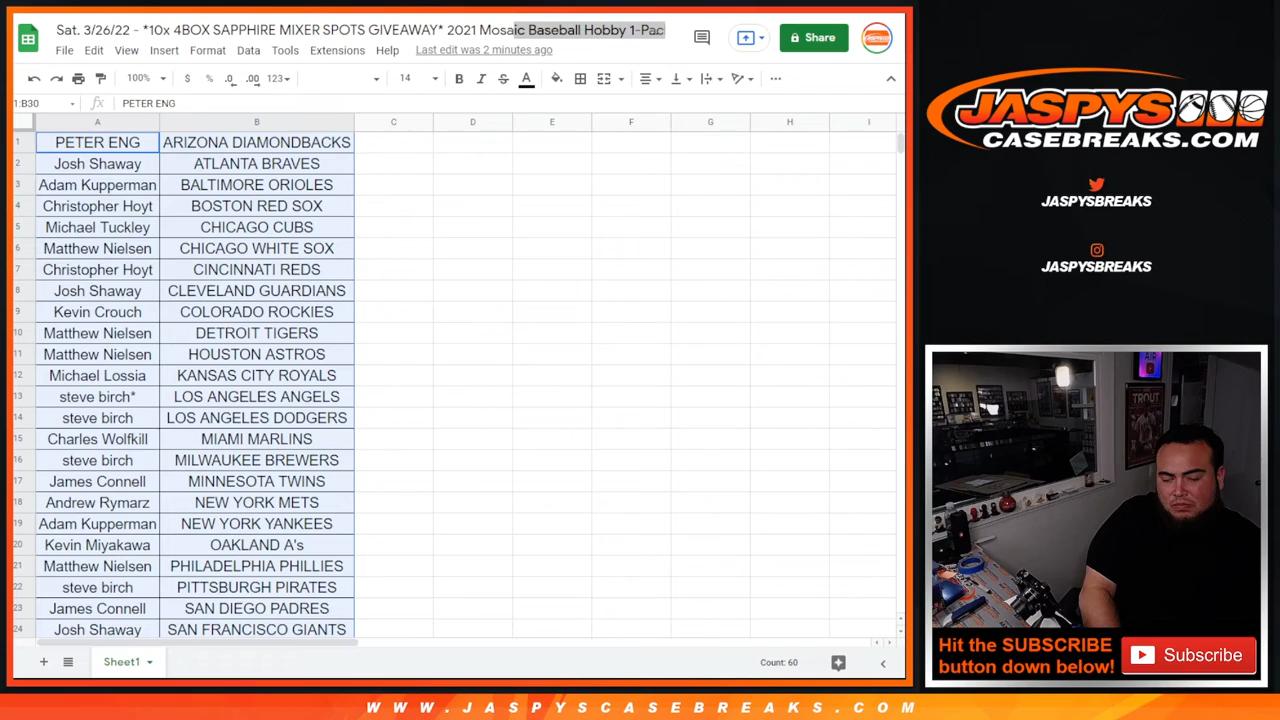 Sat. 3/26/22 - *10x 4BOX SAPPHIRE MIXER SPOTS GIVEAWAY* 2021 Mosaic Baseball Hobby 1-Pac
File Edit View Insert Format Data Tools Extensions Help Last edit was 2 minutes ago
Share
100% $ % .0 .00 123 14 B I S A
1:B30 fx PETER ENG
A B C D E F G H I
1 PETER ENG ARIZONA DIAMONDBACKS
2 Josh Shaway ATLANTA BRAVES
3 Adam Kupperman BALTIMORE ORIOLES
4 Christopher Hoyt BOSTON RED SOX
5 Michael Tuckley CHICAGO CUBS
6 Matthew Nielsen CHICAGO WHITE SOX
7 Christopher Hoyt CINCINNATI REDS
8 Josh Shaway CLEVELAND GUARDIANS
9 Kevin Crouch COLORADO ROCKIES
10 Matthew Nielsen DETROIT TIGERS
11 Matthew Nielsen HOUSTON ASTROS
12 Michael Lossia KANSAS CITY ROYALS
13 steve birch* LOS ANGELES ANGELS
14 steve birch LOS ANGELES DODGERS
15 Charles Wolfkill MIAMI MARLINS
16 steve birch MILWAUKEE BREWERS
17 James Connell MINNESOTA TWINS
18 Andrew Rymarz NEW YORK METS
19 Adam Kupperman NEW YORK YANKEES
20 Kevin Miyakawa OAKLAND A's
21 Matthew Nielsen PHILADELPHIA PHILLIES
22 steve birch PITTSBURGH PIRATES
23 James Connell SAN DIEGO PADRES
24 Josh Shaway SAN FRANCISCO GIANTS
Sheet1 Count: 60
JASPYS
CASEBREAKS.COM
JASPYSBREAKS
JASPYSBREAKS
AIR
TROUT
Hit the SUBSCRIBE
button down below!
Subscribe
WWW.JASPYSCASEBREAKS.COM